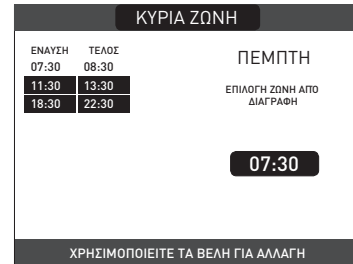 ΚΥΡΙΑ ΖΩΝΗ
ΕΝΑΥΣΗ ΤΕΛΟΣ
07:30 08:30
11:30 13:30
18:30 22:30
ΠΕΜΠΤΗ
ΕΠΙΛΟΓΗ ΖΩΝΗ ΑΠΟ
ΔΙΑΓΡΑΦΗ
07:30
ΧΡΗΣΙΜΟΠΟΙΕΙΤΕ ΤΑ ΒΕΛΗ ΓΙΑ ΑΛΛΑΓΗ